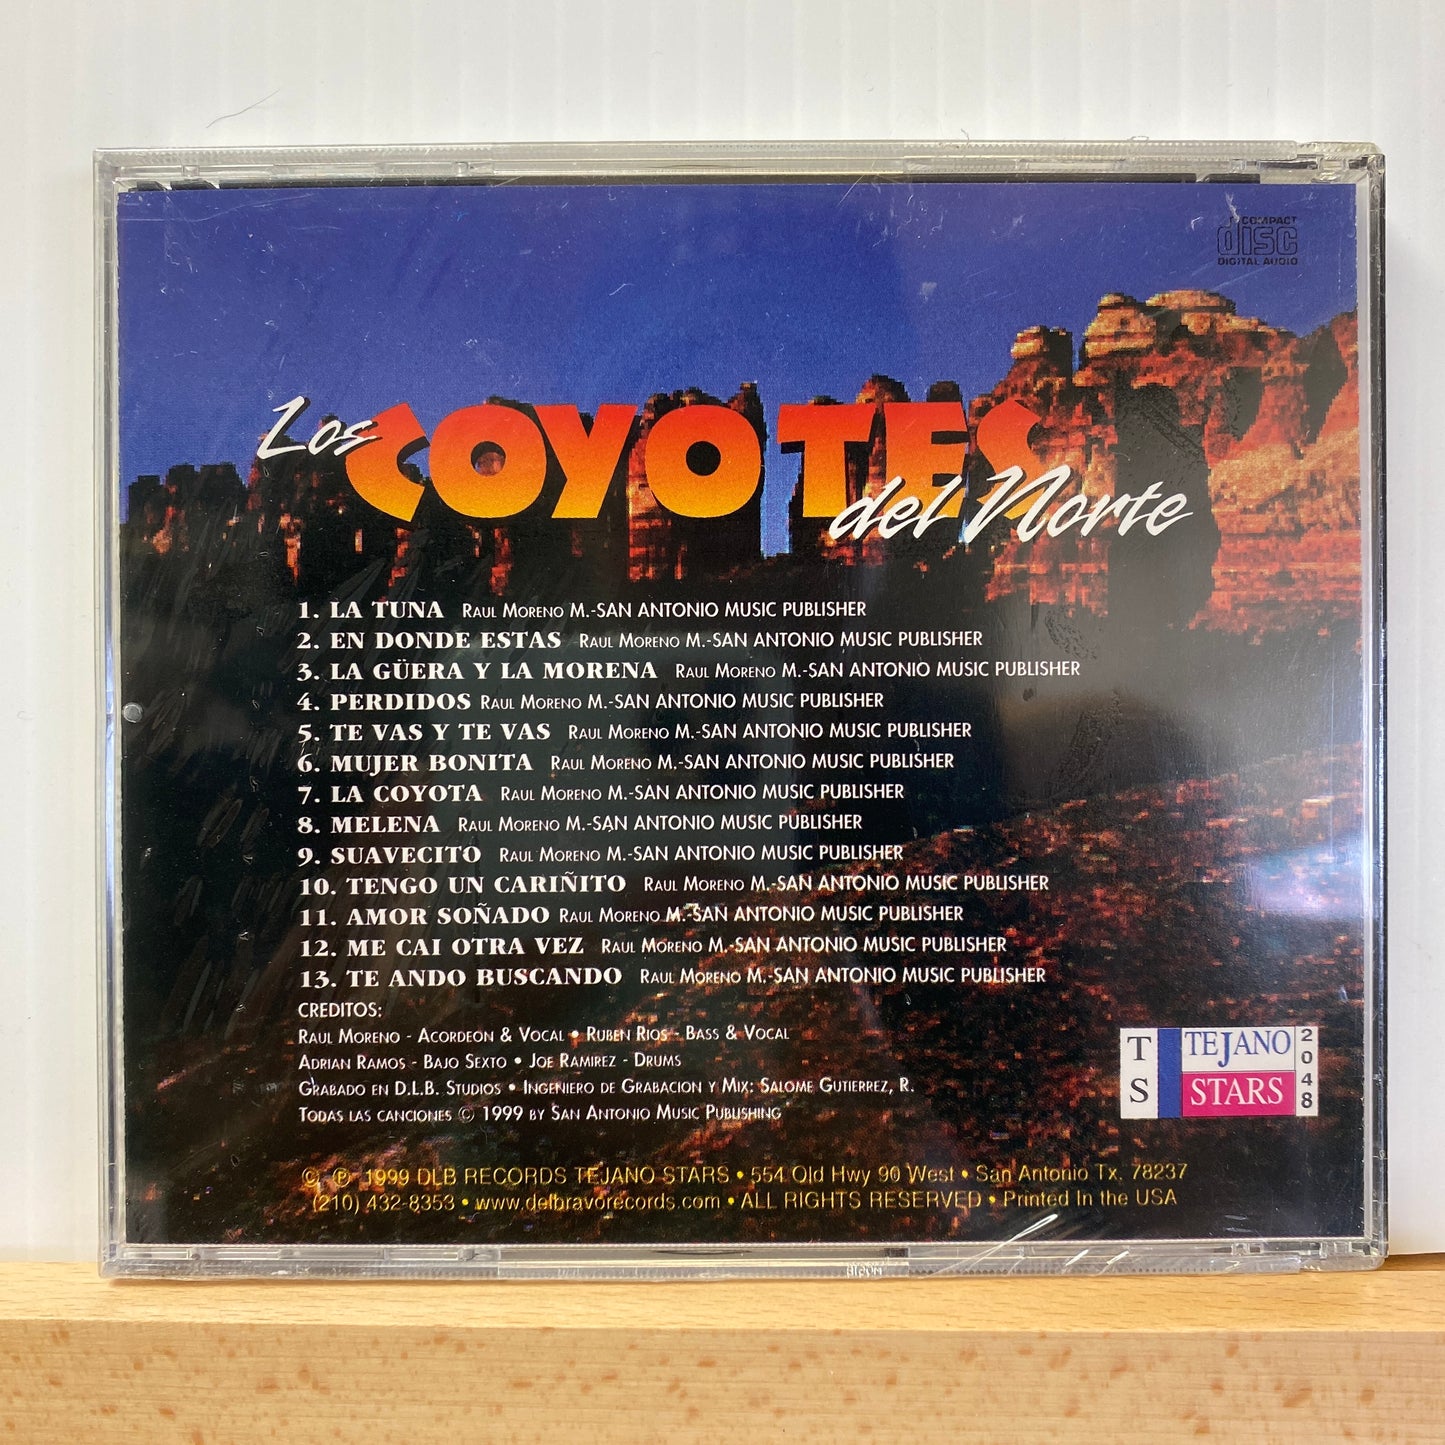 COMPACT
disc
DIGITAL AUDIO
Los COYOTES
del Norte
1. LA TUNA RAUL MORENO M.-SAN ANTONIO MUSIC PUBLISHER
2. EN DONDE ESTAS RAUL MORENO M.-SAN ANTONIO MUSIC PUBLISHER
3. LA GÜERA Y LA MORENA RAUL MORENO M.-SAN ANTONIO MUSIC PUBLISHER
4. PERDIDOS RAUL MORENO M.-SAN ANTONIO MUSIC PUBLISHER
5. TE VAS Y TE VAS RAUL MORENO M.-SAN ANTONIO MUSIC PUBLISHER
6. MUJER BONITA RAUL MORENO M.-SAN ANTONIO MUSIC PUBLISHER
7. LA COYOTA RAUL MORENO M.-SAN ANTONIO MUSIC PUBLISHER
8. MELENA RAUL MORENO M.-SAN ANTONIO MUSIC PUBLISHER
9. SUAVECITO RAUL MORENO M.-SAN ANTONIO MUSIC PUBLISHER
10. TENGO UN CARIÑITO RAUL MORENO M.-SAN ANTONIO MUSIC PUBLISHER
11. AMOR SOÑADO RAUL MORENO M.-SAN ANTONIO MUSIC PUBLISHER
12. ME CAI OTRA VEZ RAUL MORENO M.-SAN ANTONIO MUSIC PUBLISHER
13. TE ANDO BUSCANDO RAUL MORENO M.-SAN ANTONIO MUSIC PUBLISHER
CREDITOS:
RAUL MORENO - ACORDEON & VOCAL • RUBEN RIOS - BASS & VOCAL
ADRIAN RAMOS - BAJO SEXTO • JOE RAMIREZ - DRUMS
GRABADO EN D.L.B. STUDIOS • INGENIERO DE GRABACION Y MIX: SALOME GUTIERREZ, R.
TODAS LAS CANCIONES © 1999 BY SAN ANTONIO MUSIC PUBLISHING
TS TEJANO STARS 2048
© ℗ 1999 DLB RECORDS TEJANO STARS • 554 Old Hwy 90 West • San Antonio Tx. 78237
(210) 432-8353 • www.delbravorecords.com • ALL RIGHTS RESERVED • Printed In the USA